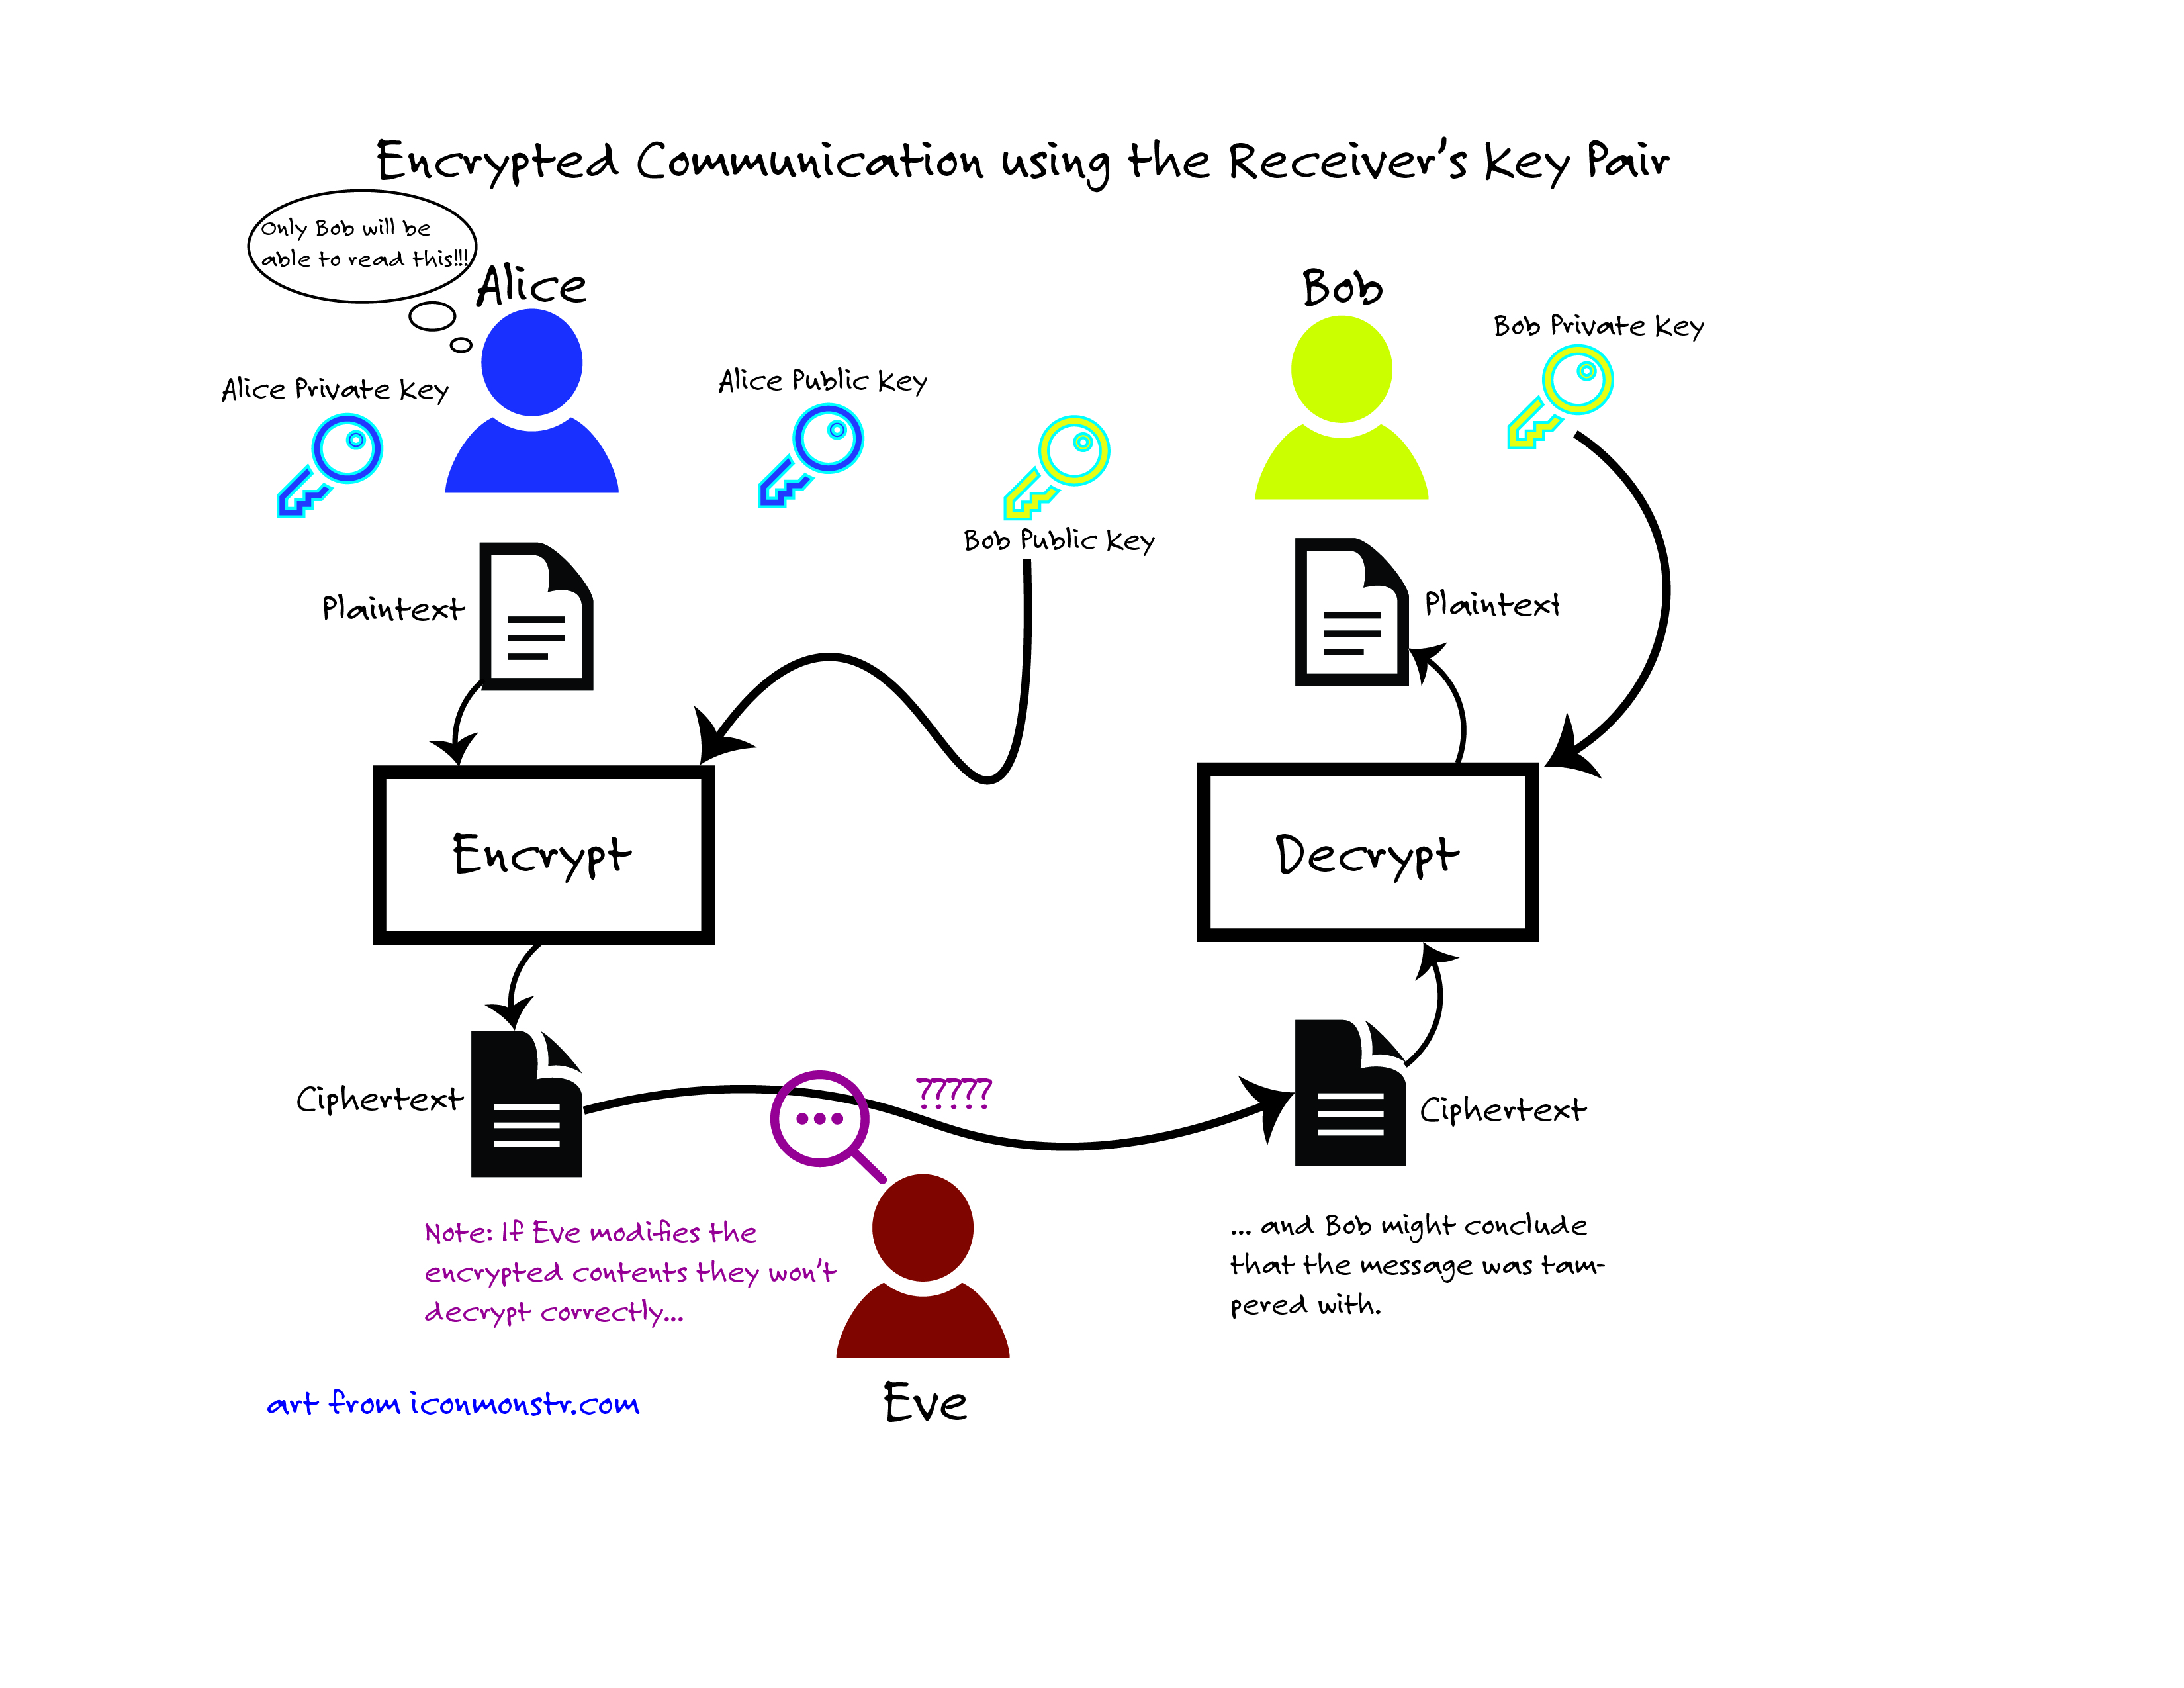 Encrypted Communication using the Receiver's Key Pair
Only Bob will be
able to read this!!!
Alice
Bob
Bob Private Key
Alice Private Key
Alice Public Key
Bob Public Key
Plaintext
Plaintext
Encrypt
Decrypt
Ciphertext
?????
Ciphertext
Note: If Eve modifies the
encrypted contents they won't
decrypt correctly...
... and Bob might conclude
that the message was tam-
pered with.
art from iconmonstr.com
Eve